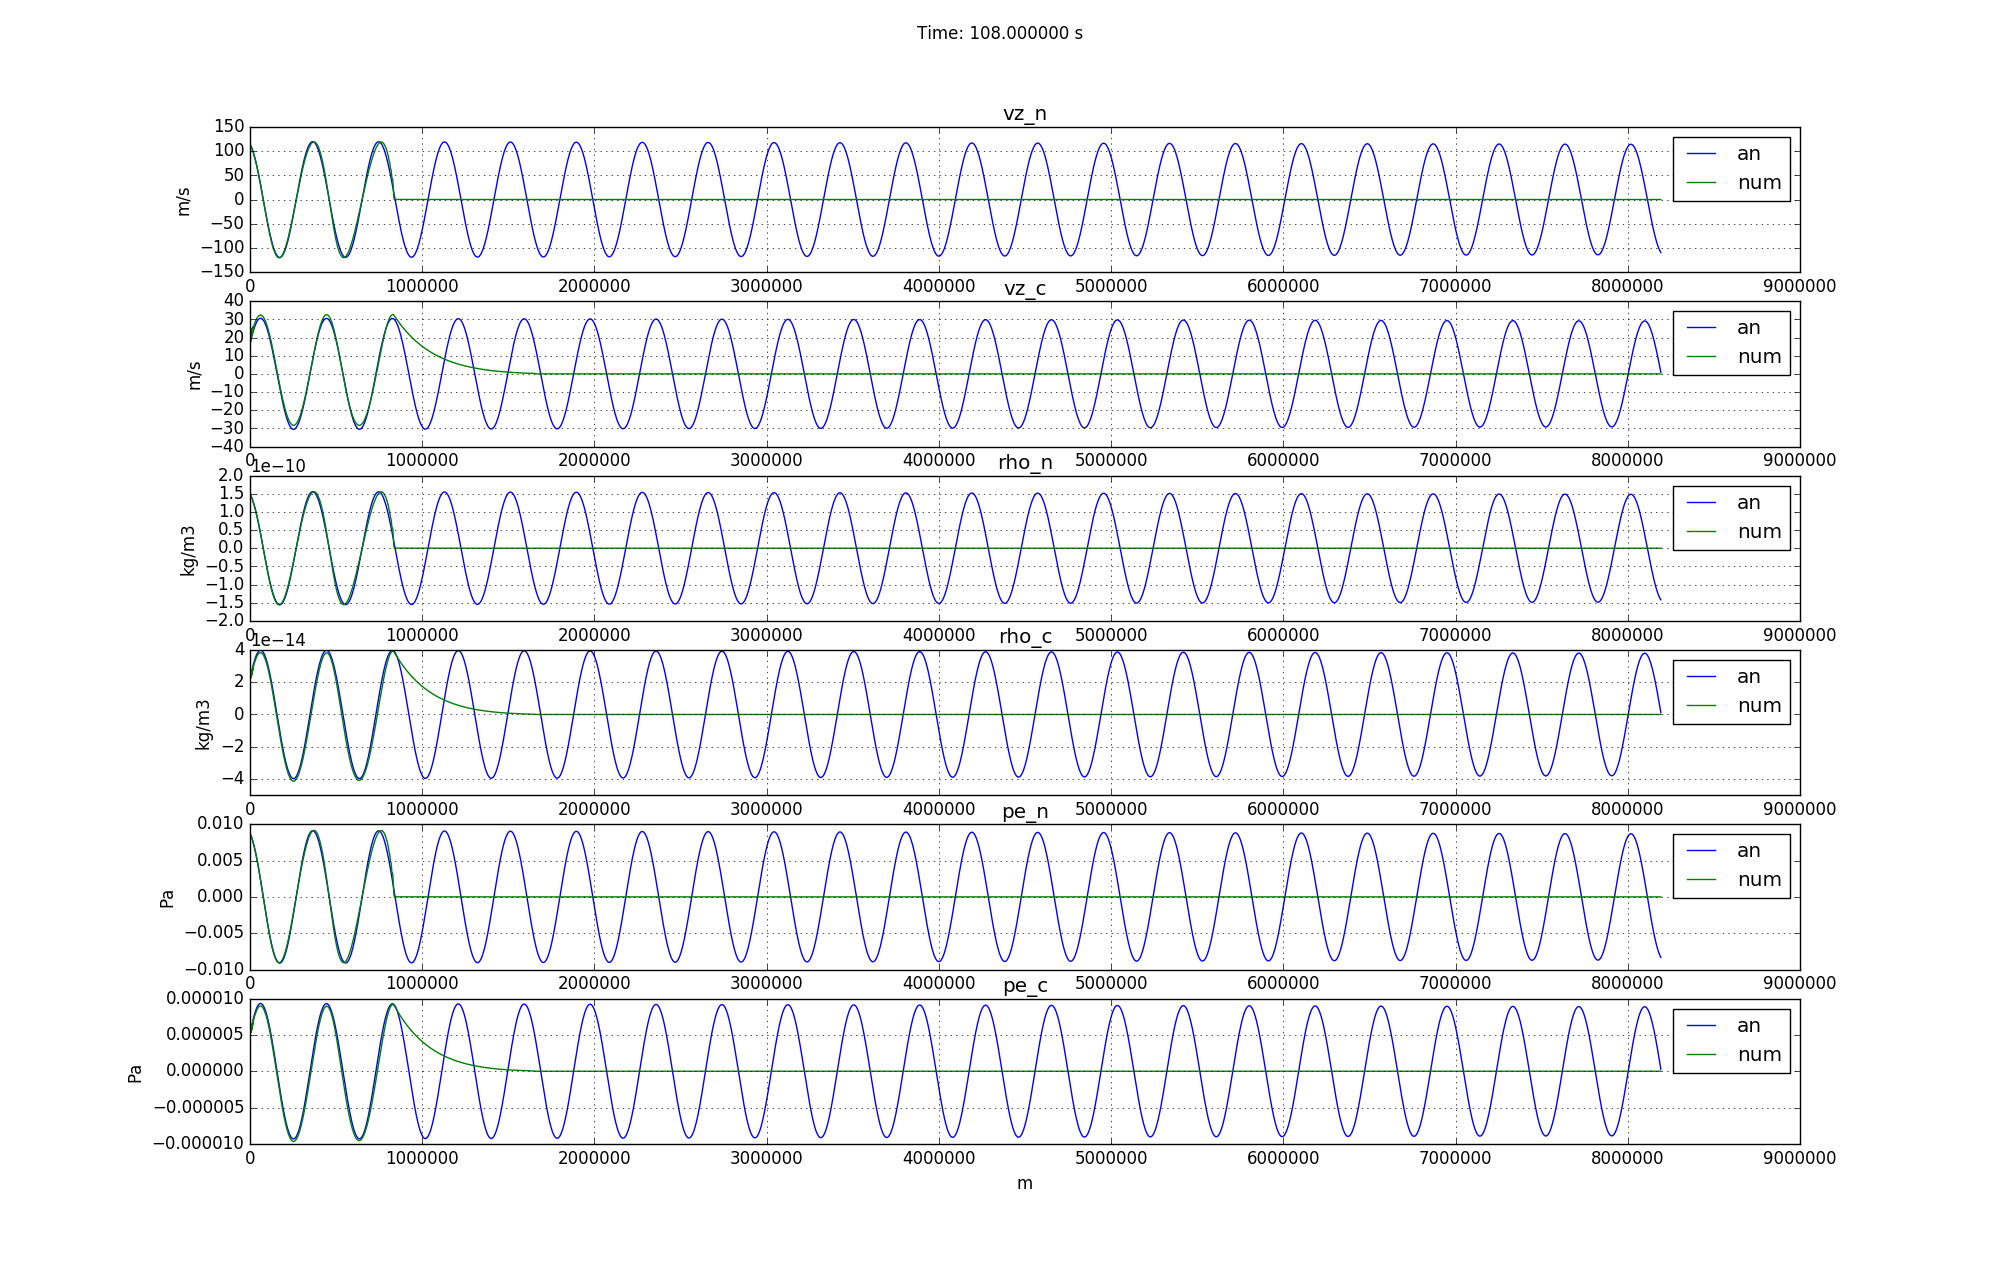 Time: 108.000000 s
vz_n
150
100
50
0
−50
−100
−150
m/s
an
num
0 1000000 2000000 3000000 4000000 5000000 6000000 7000000 8000000 9000000
vz_c
40
30
20
10
0
−10
−20
−30
−40
m/s
an
num
0 1000000 2000000 3000000 4000000 5000000 6000000 7000000 8000000 9000000
1e−10
rho_n
2.0
1.5
1.0
0.5
0.0
−0.5
−1.0
−1.5
−2.0
kg/m3
an
num
0 1000000 2000000 3000000 4000000 5000000 6000000 7000000 8000000 9000000
1e−14
rho_c
4
2
0
−2
−4
kg/m3
an
num
0 1000000 2000000 3000000 4000000 5000000 6000000 7000000 8000000 9000000
pe_n
0.010
0.005
0.000
−0.005
−0.010
Pa
an
num
0 1000000 2000000 3000000 4000000 5000000 6000000 7000000 8000000 9000000
pe_c
0.000010
0.000005
0.000000
−0.000005
−0.000010
Pa
an
num
0 1000000 2000000 3000000 4000000 5000000 6000000 7000000 8000000 9000000
m